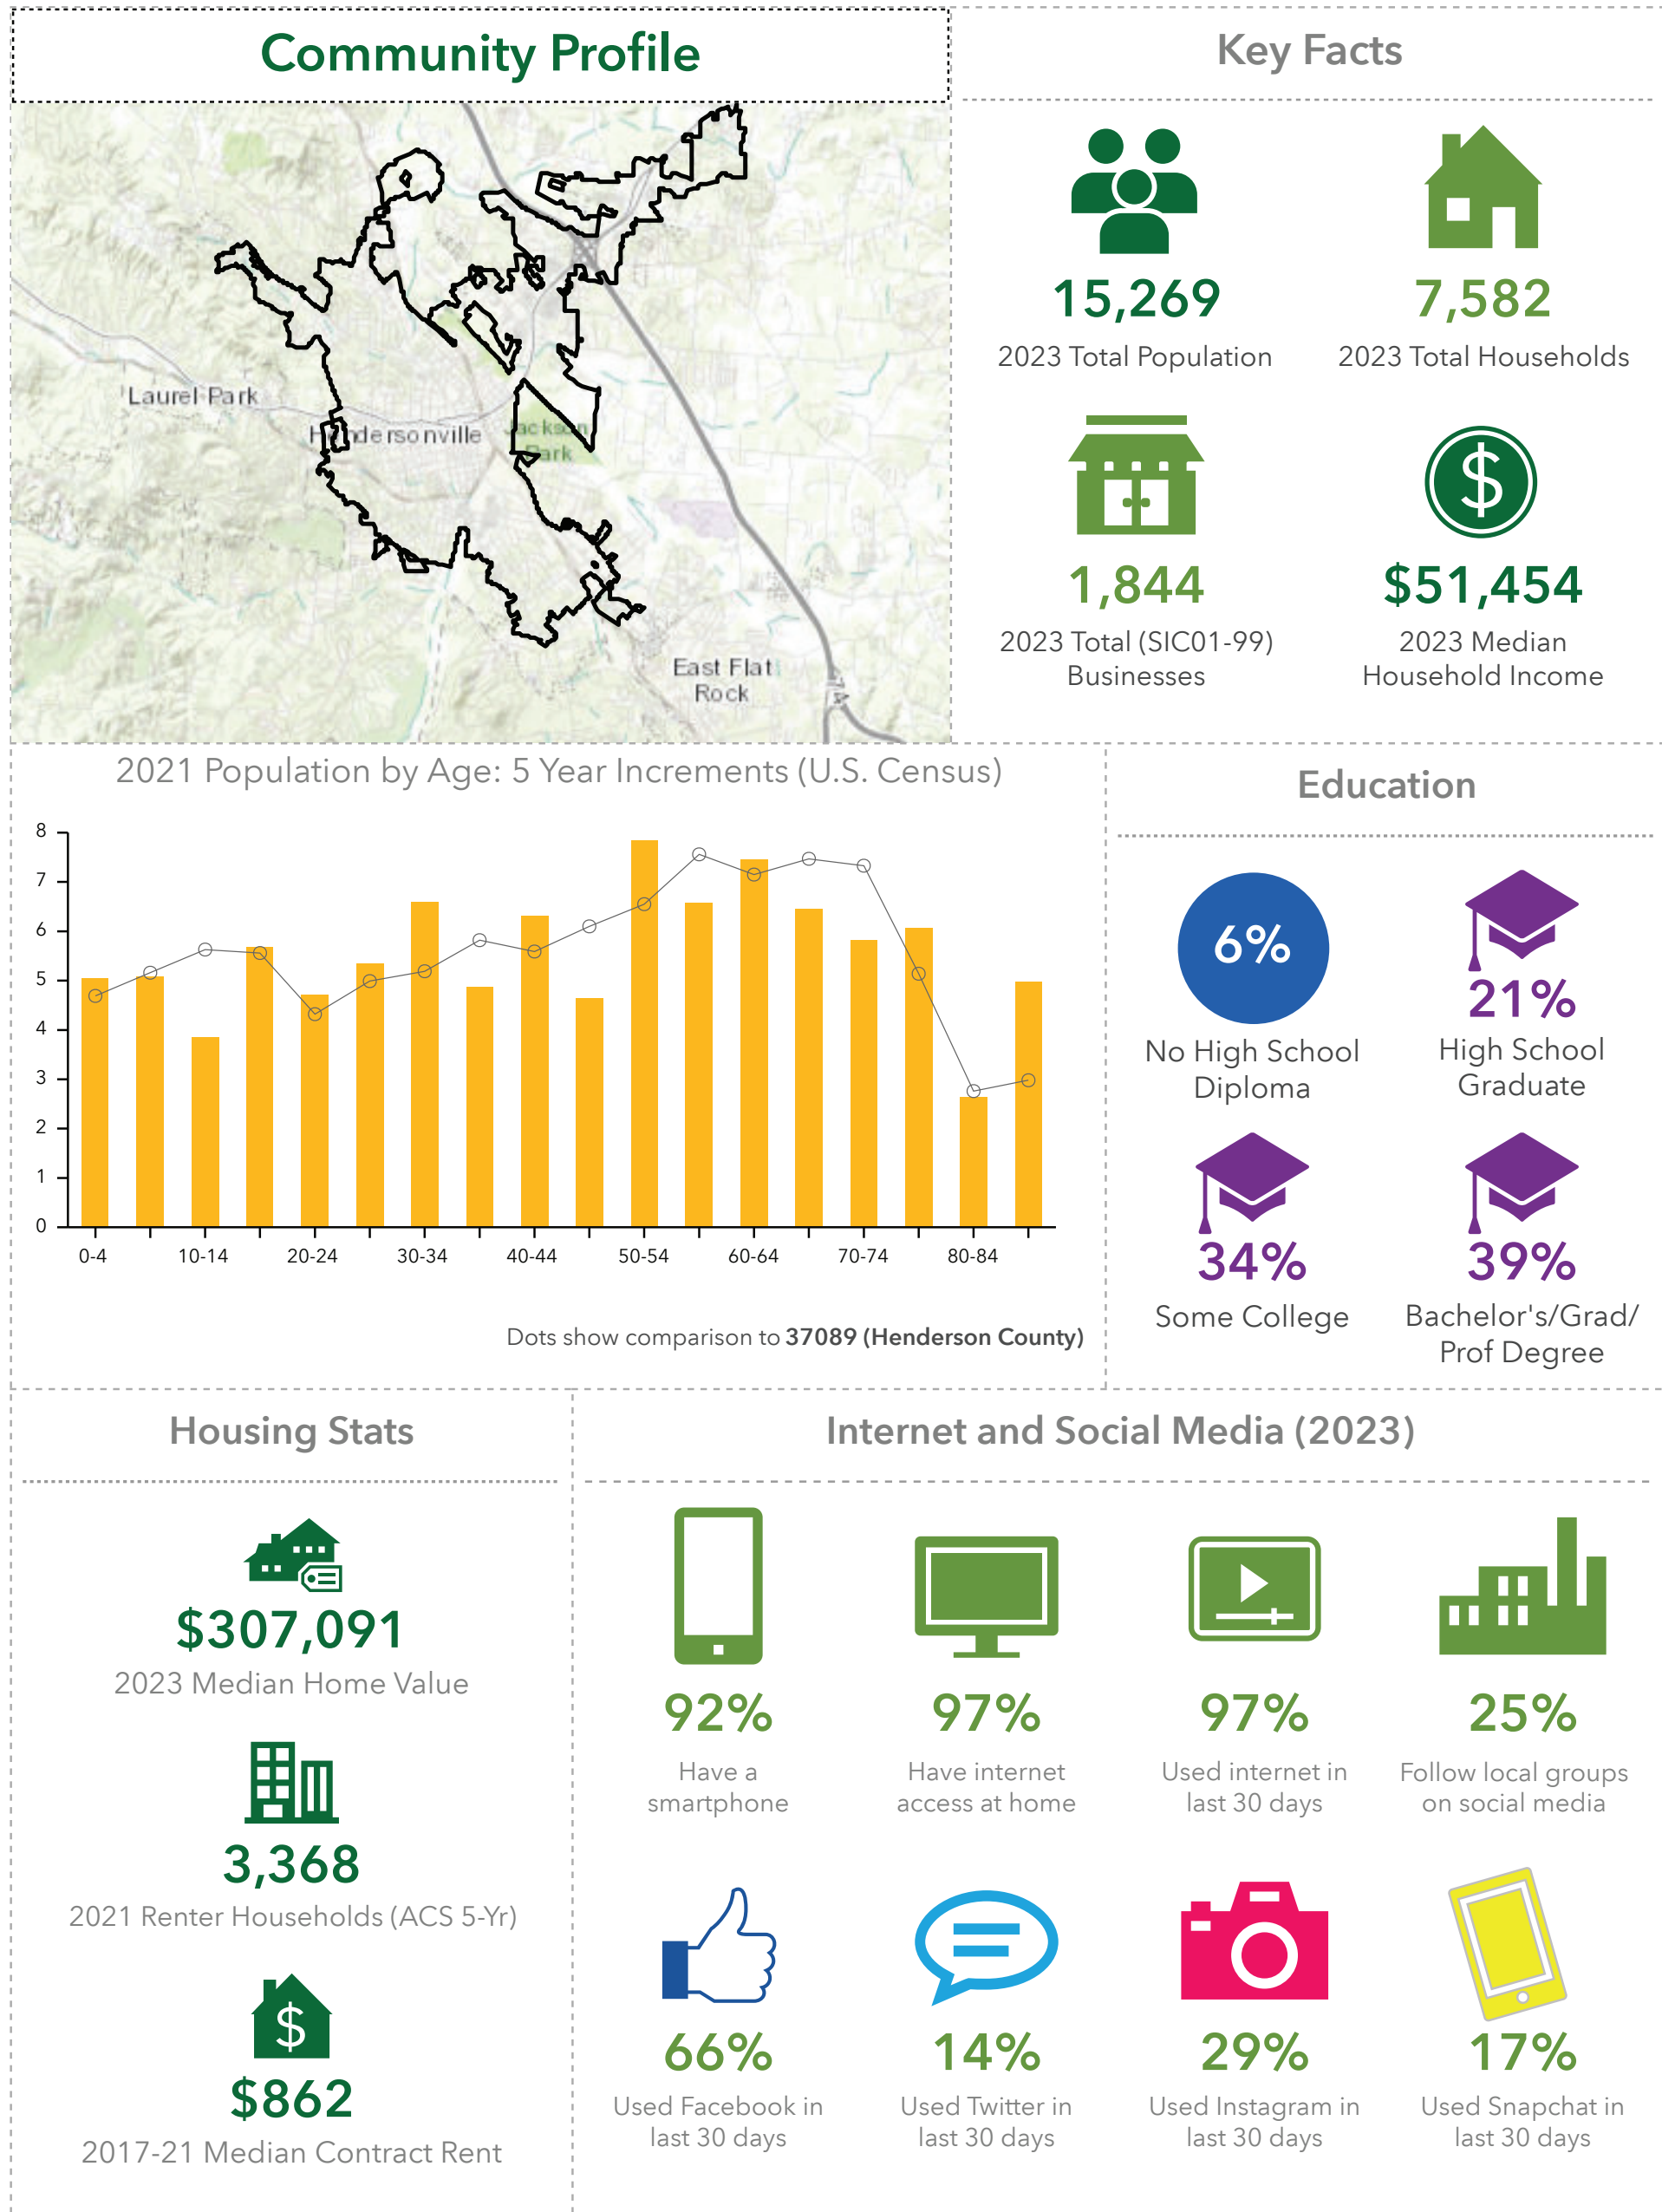 Community Profile
Laurel Park
Hendersonville
Jackson
Park
East Flat
Rock
Key Facts
15,269
2023 Total Population
7,582
2023 Total Households
1,844
2023 Total (SIC01-99)
Businesses
$51,454
2023 Median
Household Income
2021 Population by Age: 5 Year Increments (U.S. Census)
8
7
6
5
4
3
2
1
0
0-4 10-14 20-24 30-34 40-44 50-54 60-64 70-74 80-84
Dots show comparison to 37089 (Henderson County)
Education
6%
No High School
Diploma
21%
High School
Graduate
34%
Some College
39%
Bachelor's/Grad/
Prof Degree
Housing Stats
$307,091
2023 Median Home Value
3,368
2021 Renter Households (ACS 5-Yr)
$862
2017-21 Median Contract Rent
Internet and Social Media (2023)
92%
Have a
smartphone
97%
Have internet
access at home
97%
Used internet in
last 30 days
25%
Follow local groups
on social media
66%
Used Facebook in
last 30 days
14%
Used Twitter in
last 30 days
29%
Used Instagram in
last 30 days
17%
Used Snapchat in
last 30 days